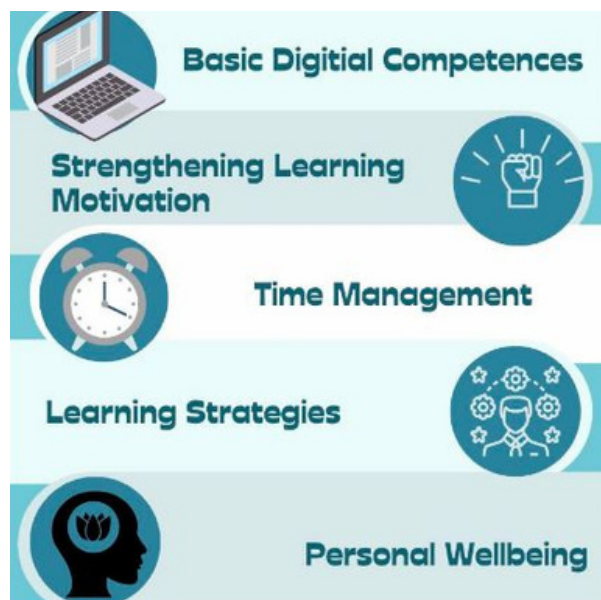 Basic Digitial Competences
Strengthening Learning
Motivation
Time Management
Learning Strategies
Personal Wellbeing